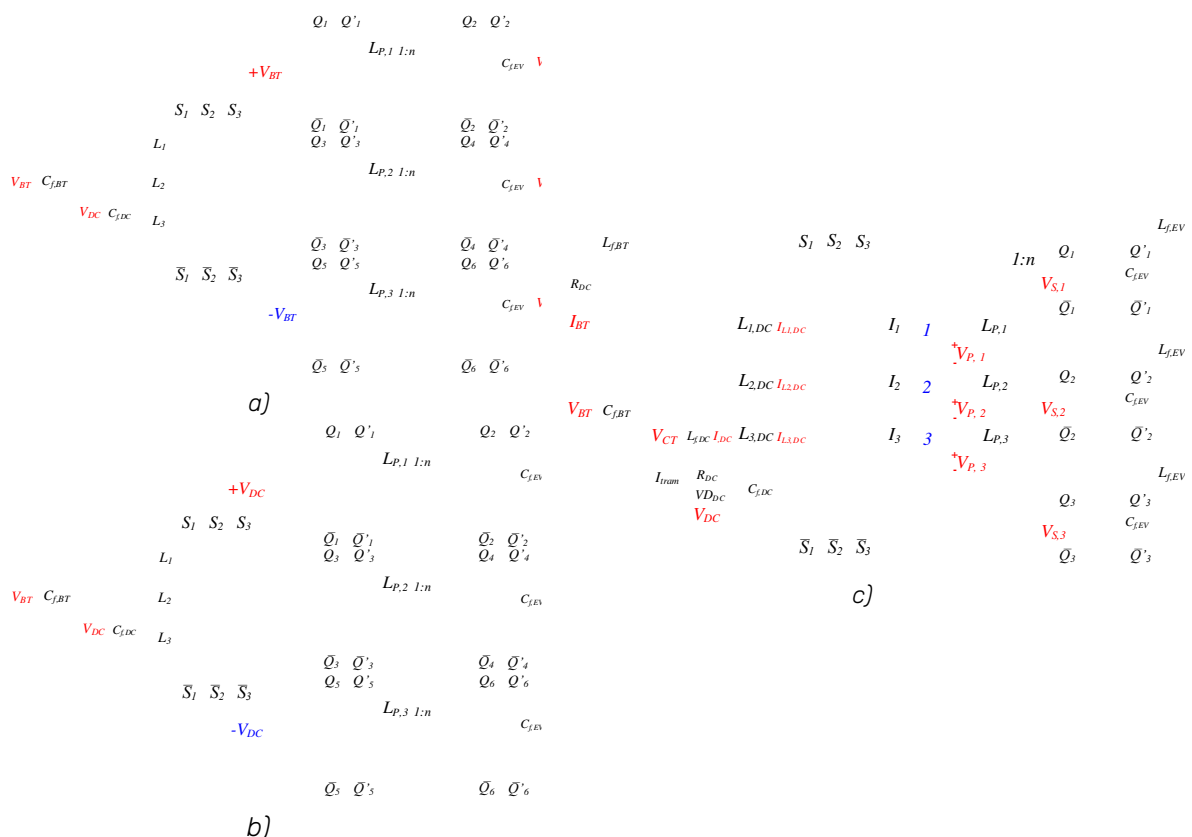 Q1 Q'1 Q2 Q'2
LP,1 1:n
Cf,EV V
+VBT
S1 S2 S3
Q̄1 Q̄'1 Q̄2 Q̄'2
Q3 Q'3 Q4 Q'4
L1
LP,2 1:n
VBT Cf,BT L2 Cf,EV V
VDC Cf,DC L3
Q̄3 Q̄'3 Q̄4 Q̄'4
Q5 Q'5 Q6 Q'6
S̄1 S̄2 S̄3
LP,3 1:n
Cf,EV V
-VBT
Q̄5 Q̄'5 Q̄6 Q̄'6
a)
Q1 Q'1 Q2 Q'2
LP,1 1:n
Cf,EV
+VDC
S1 S2 S3
Q̄1 Q̄'1 Q̄2 Q̄'2
Q3 Q'3 Q4 Q'4
L1
LP,2 1:n
VBT Cf,BT L2 Cf,EV
VDC Cf,DC L3
Q̄3 Q̄'3 Q̄4 Q̄'4
Q5 Q'5 Q6 Q'6
S̄1 S̄2 S̄3
LP,3 1:n
Cf,EV
-VDC
Q̄5 Q̄'5 Q̄6 Q̄'6
b)
Lf,EV
Lf,BT S1 S2 S3
1:n Q1 Q'1
Cf,EV
RDC VS,1
Q̄1 Q̄'1
IBT L1,DC IL1,DC I1 1 LP,1
+
- VP, 1 Lf,EV
L2,DC IL2,DC I2 2 LP,2 Q2 Q'2
Cf,EV
VBT Cf,BT + VS,2
- VP, 2
VCT Lf,DC IDC L3,DC IL3,DC I3 3 LP,3 Q̄2 Q̄'2
+
- VP, 3
Itram RDC Lf,EV
VDDC Cf,DC Q3 Q'3
VDC Cf,EV
VS,3
S̄1 S̄2 S̄3 Q̄3 Q̄'3
c)